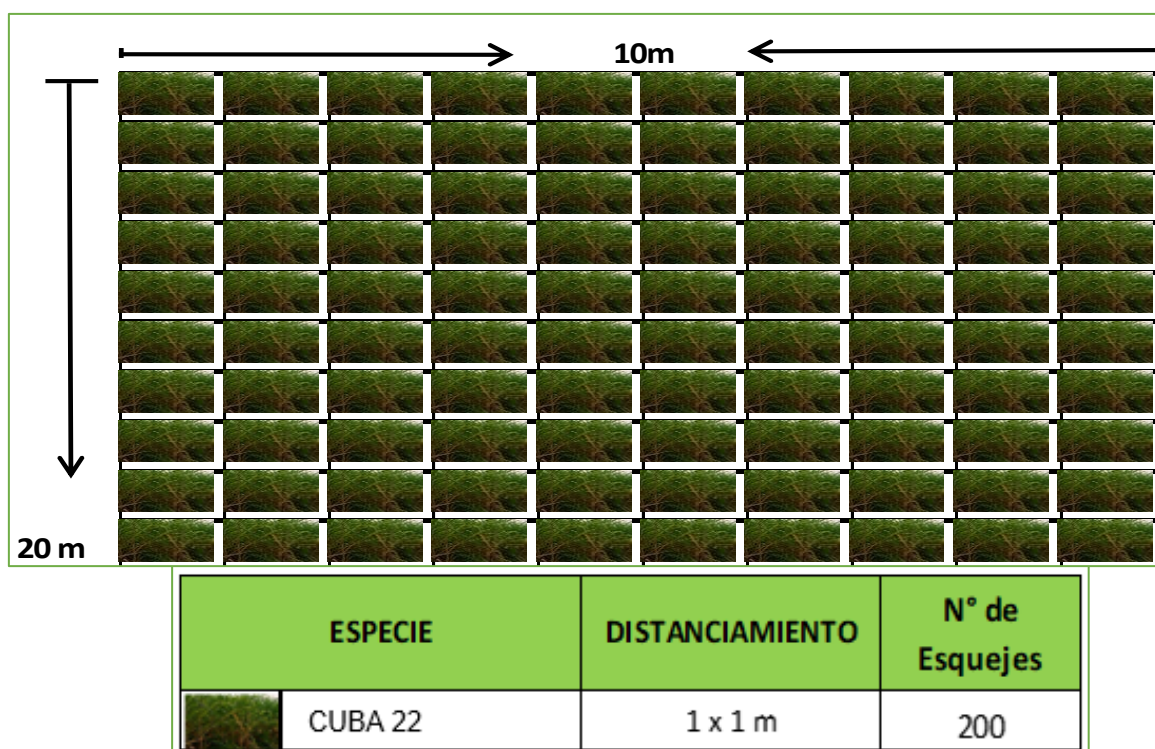 10m
20 m
ESPECIE DISTANCIAMIENTO N° de
Esquejes
CUBA 22 1 x 1 m 200